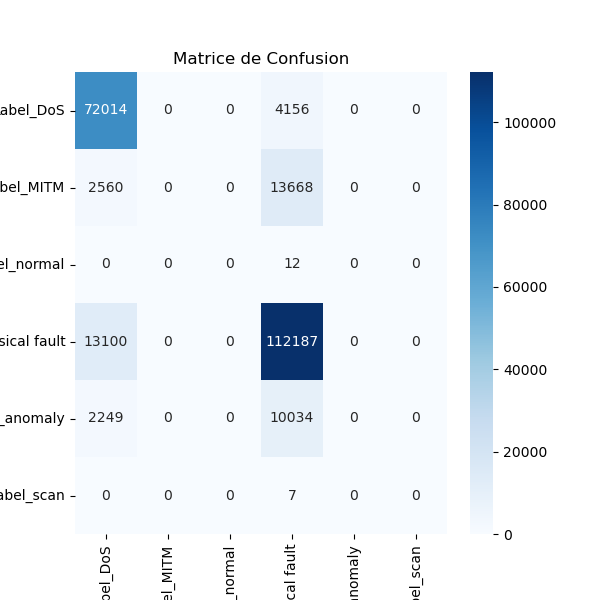 Matrice de Confusion
abel_DoS 72014 0 0 4156 0 0
bel_MITM 2560 0 0 13668 0 0
el_normal 0 0 0 12 0 0
sical fault 13100 0 0 112187 0 0
_anomaly 2249 0 0 10034 0 0
abel_scan 0 0 0 7 0 0
bel_DoS
el_MITM
_normal
cal fault
anomaly
el_scan
100000
80000
60000
40000
20000
0